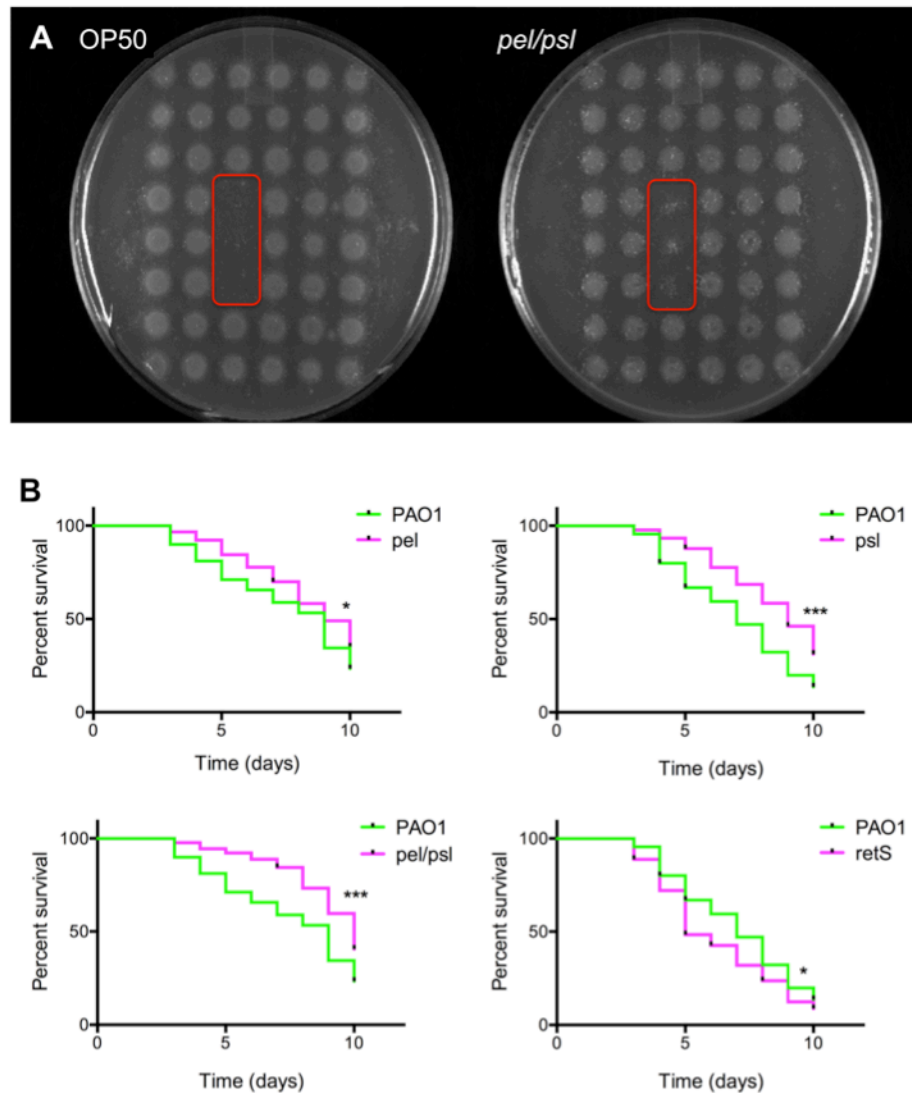 A OP50 pel/psl
B
PAO1
pel
100
50
0
Percent survival
0 5 10
Time (days)
*
PAO1
psl
100
50
0
Percent survival
0 5 10
Time (days)
***
PAO1
pel/psl
100
50
0
Percent survival
0 5 10
Time (days)
***
PAO1
retS
100
50
0
Percent survival
0 5 10
Time (days)
*